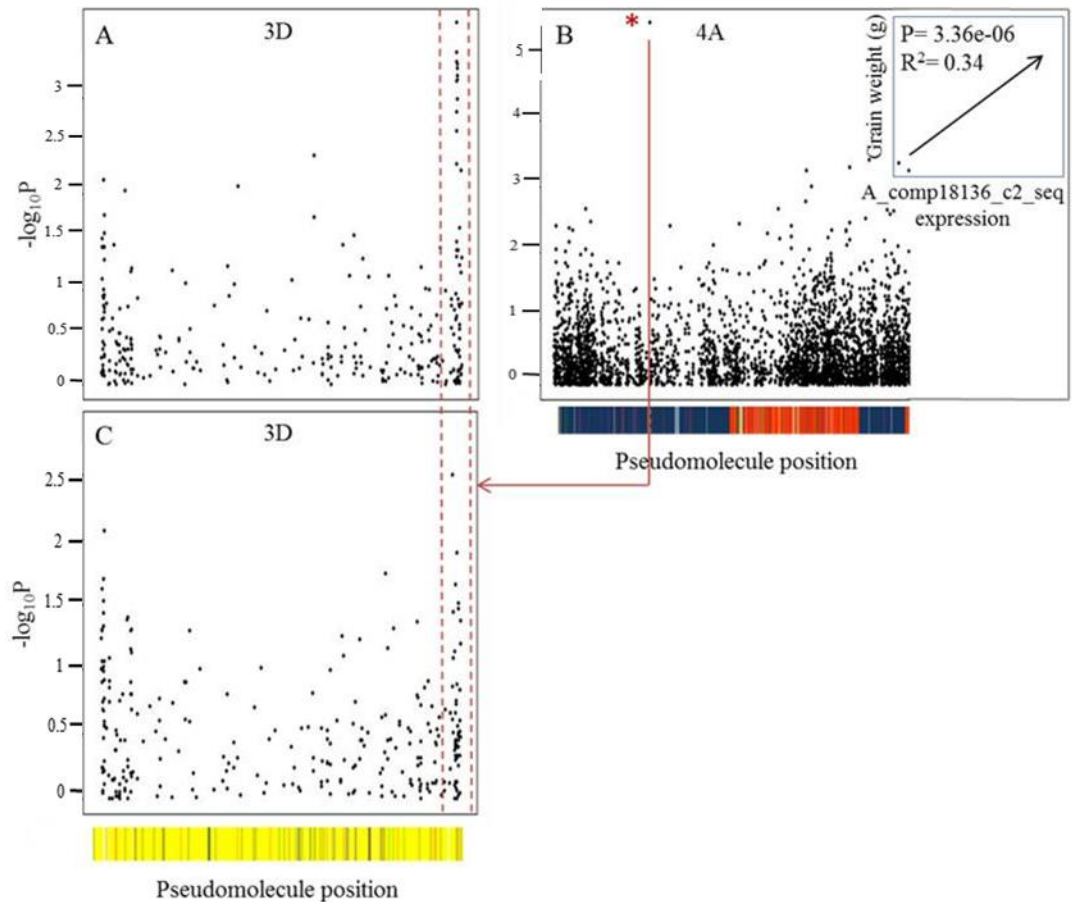 A
3D
3
2.5
2
1.5
1
0.5
0
-log₁₀P
B
*
4A
5
4
3
2
1
0
Grain weight (g)
P= 3.36e-06
R²= 0.34
A_comp18136_c2_seq
expression
Pseudomolecule position
C
3D
2.5
2
1.5
1
0.5
0
-log₁₀P
Pseudomolecule position